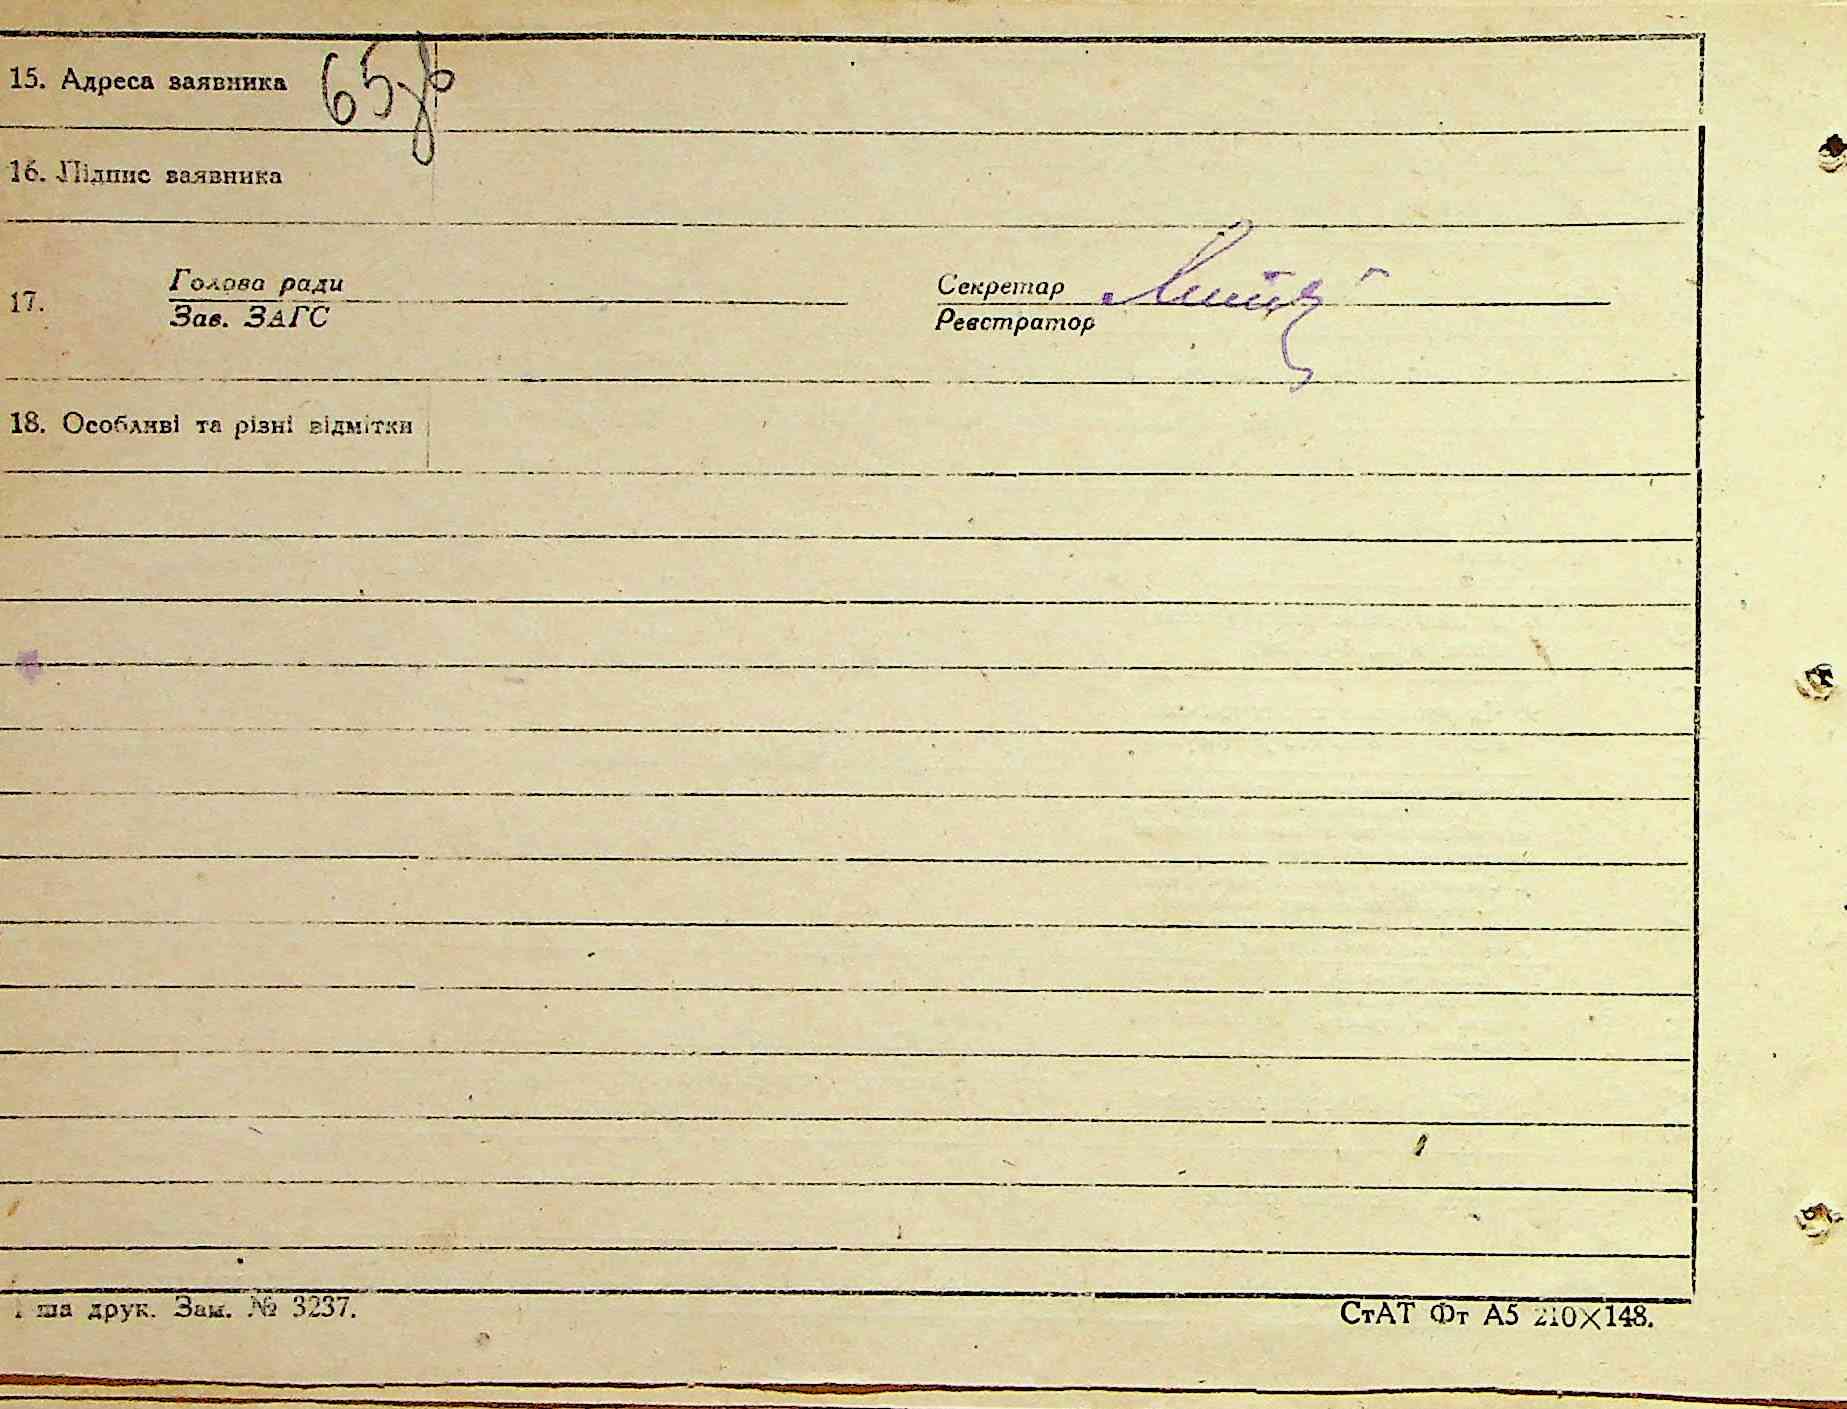 15. Адреса заявника 65
16. Підпис заявника
17. Голова ради Секретар
Зав. ЗАГС Реєстратор
18. Особливі та різні відмітки
ша друк. Зам. № 3237. СтАТ Фт А5 210×148.